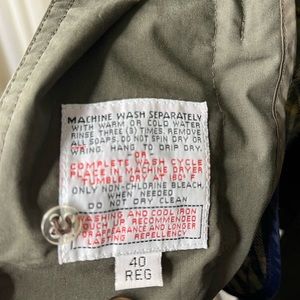 MACHINE WASH SEPARATELY
WITH WARM OR COLD WATER
RINSE THREE (3) TIMES. REMOVE
ALL SOAPS. DO NOT SPIN DRY OR
WRING. HANG TO DRIP DRY.
-OR-
COMPLETE WASH CYCLE
PLACE IN MACHINE DRYER
TUMBLE DRY AT 180° F.
ONLY NON-CHLORINE BLEACH,
WHEN NEEDED
DO NOT DRY CLEAN
WASHING AND COOL IRON
TOUCH UP RECOMMENDED
FOR APPEARANCE AND LONGER
LASTING REPELLENCY
40
REG